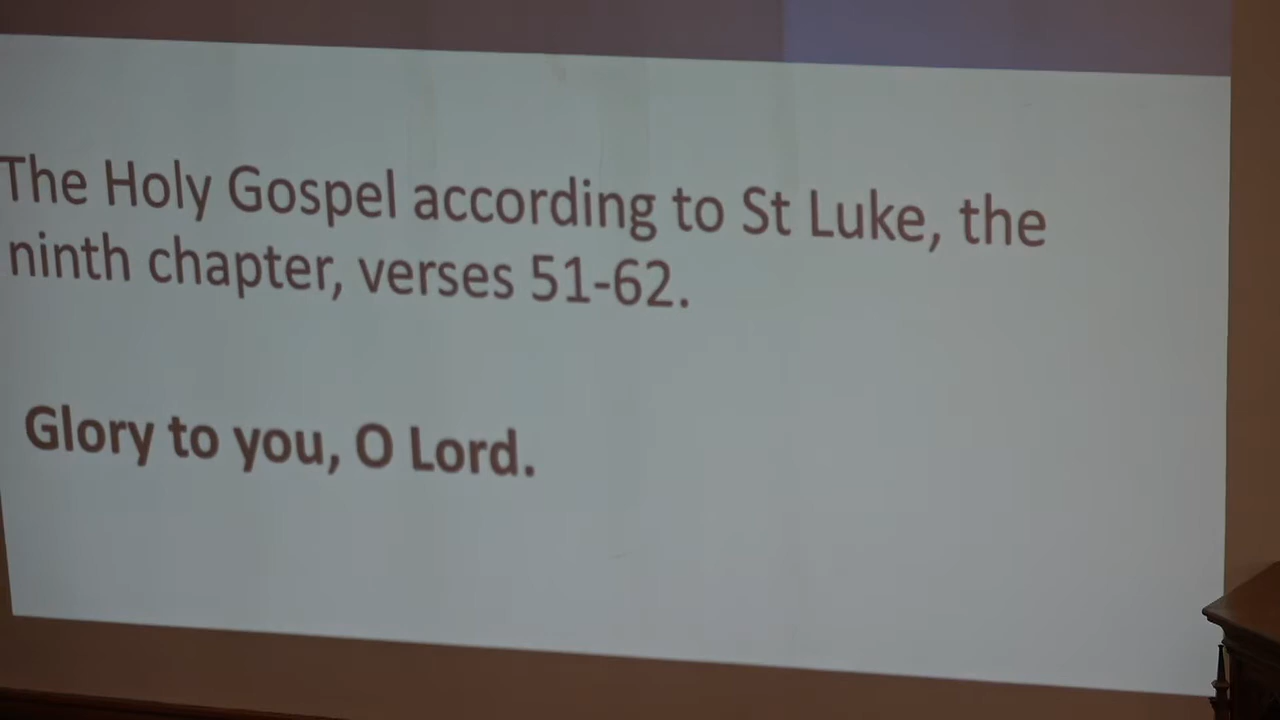 The Holy Gospel according to St Luke, the
ninth chapter, verses 51-62.
Glory to you, O Lord.